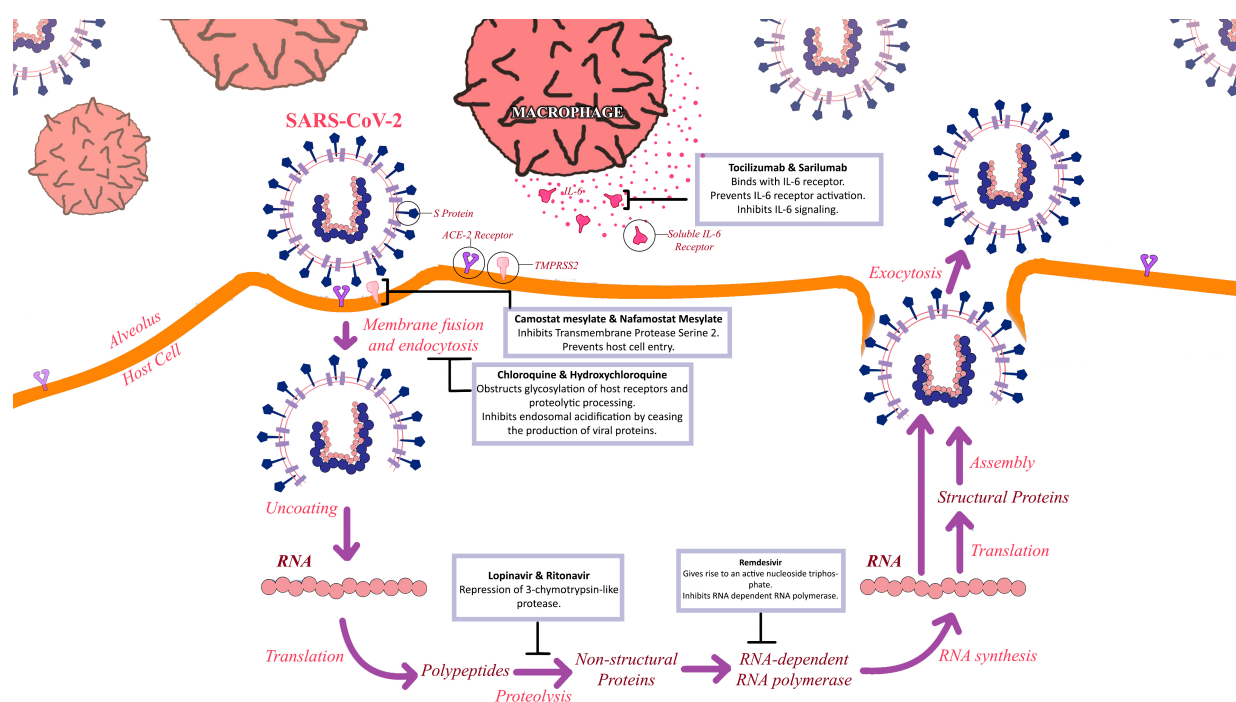 MACROPHAGE
SARS-CoV-2
IL-6
Tocilizumab & Sarilumab
Binds with IL-6 receptor.
Prevents IL-6 receptor activation.
Inhibits IL-6 signaling.
S Protein
ACE-2 Receptor
Soluble IL-6
Receptor
TMPRSS2
Exocytosis
Alveolus
Host Cell
Membrane fusion
and endocytosis
Camostat mesylate & Nafamostat Mesylate
Inhibits Transmembrane Protease Serine 2.
Prevents host cell entry.
Chloroquine & Hydroxychloroquine
Obstructs glycosylation of host receptors and
proteolytic processing.
Inhibits endosomal acidification by ceasing
the production of viral proteins.
Assembly
Structural Proteins
Uncoating
Translation
RNA
Lopinavir & Ritonavir
Repression of 3-chymotrypsin-like
protease.
Remdesivir
Gives rise to an active nucleoside triphos-
phate.
Inhibits RNA dependent RNA polymerase.
RNA
Translation
Polypeptides
Proteolysis
Non-structural
Proteins
RNA-dependent
RNA polymerase
RNA synthesis